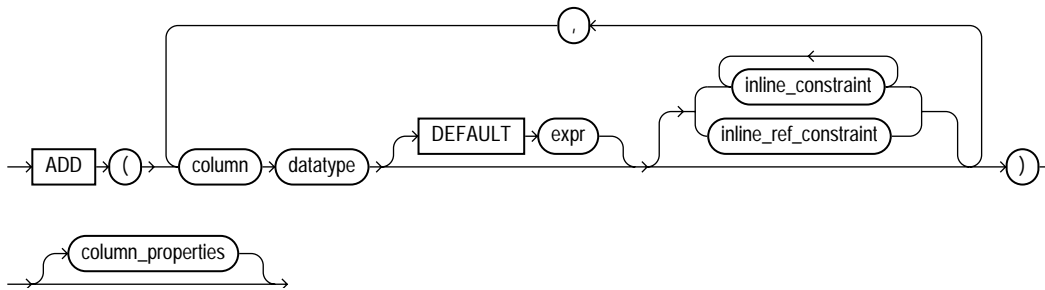 ,
inline_constraint
DEFAULT expr inline_ref_constraint
ADD ( column datatype )
column_properties